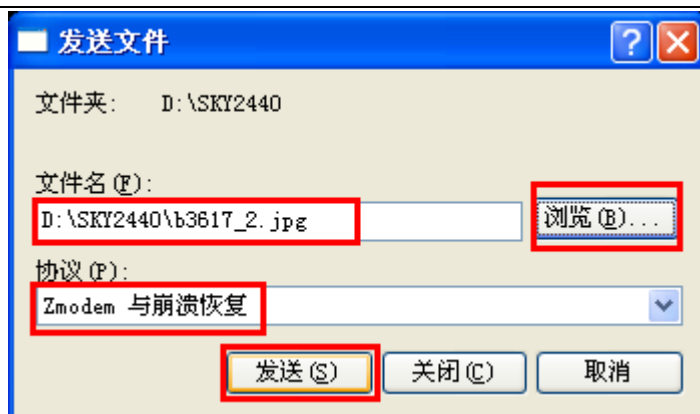 发送文件
文件夹: D:\SKY2440
文件名(F):
D:\SKY2440\b3617_2.jpg
浏览(B)...
协议(P):
Zmodem 与崩溃恢复
发送(S) 关闭(C) 取消